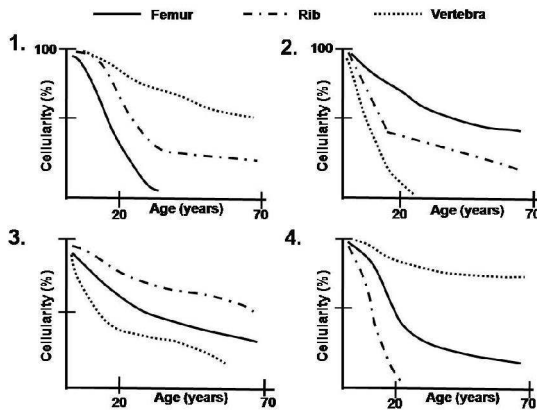 Femur Rib Vertebra
1.
100
Cellularity (%)
20 Age (years) 70
2.
100
Cellularity (%)
20 Age (years) 70
3.
Cellularity (%)
20 Age (years) 70
4.
Cellularity (%)
20 Age (years) 70